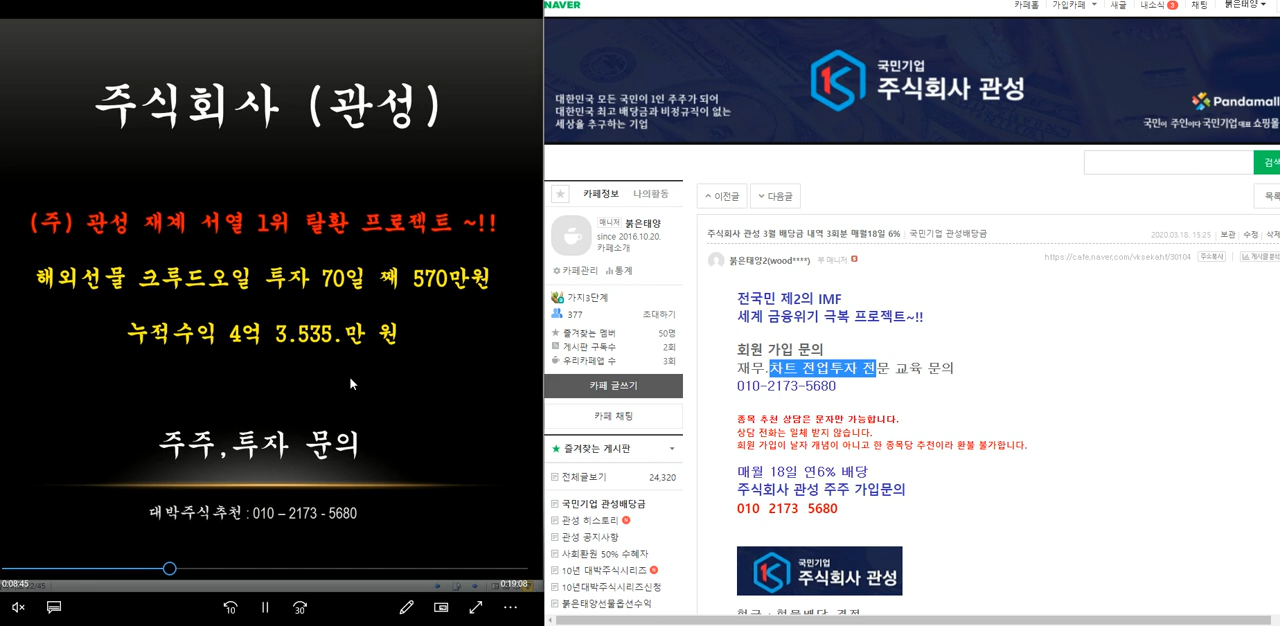 주식회사 (관성)
(주) 관성 재계 서열 1위 탈환 프로젝트 ~!!
해외선물 크루드오일 투자 70일 째 570만원
누적수익 4억 3.535.만 원
주주,투자 문의
대박주식추천 : 010 – 2173 - 5680
0:08:45
0:19:08
10
30
NAVER
카페홈 가입카페 새글 내소식 3 채팅 붉은태양
대한민국 모든 국민이 1인 주주가 되어
대한민국 최고 배당금과 비정규직이 없는
세상을 추구하는 기업
국민기업
주식회사 관성
Pandamall
국민이 주인이다 국민기업 대표 쇼핑몰
검색
카페정보 나의활동
매니저 붉은태양
since 2016.10.20.
카페소개
카페관리 통계
가지3단계
377 초대하기
즐겨찾는 멤버 50명
게시판 구독수 2회
우리카페앱 수 3회
카페 글쓰기
카페 채팅
즐겨찾는 게시판
전체글보기 24,320
국민기업 관성배당금
관성 히스토리
관성 공지사항
사회환원 50% 수혜자
10년 대박주식시리즈
10년대박주식시리즈신청
붉은태양선물옵션수익
이전글 다음글 목록
주식회사 관성 3월 배당금 내역 3회분 매월18일 6% 국민기업 관성배당금
2020.03.18. 15:25 보관 수정 삭제
붉은태양2(wood****) 부매니저
https://cafe.naver.com/vksekahf/30104 주소복사
전국민 제2의 IMF
세계 금융위기 극복 프로젝트~!!
회원 가입 문의
재무.차트 전업투자 전문 교육 문의
010-2173-5680
종목 추천 상담은 문자만 가능합니다.
상담 전화는 일체 받지 않습니다.
회원 가입이 날자 개념이 아니고 한 종목당 추천이라 환불 불가합니다.
매월 18일 연6% 배당
주식회사 관성 주주 가입문의
010 2173 5680
국민기업
주식회사 관성